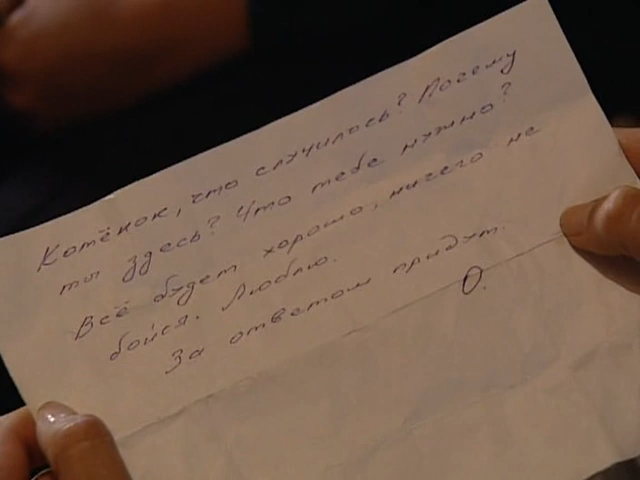 Котёнок, что случилось? Почему
ты здесь? Что тебе нужно?
Всё будет хорошо, ничего не
бойся. Люблю.
За ответом придут.
О.